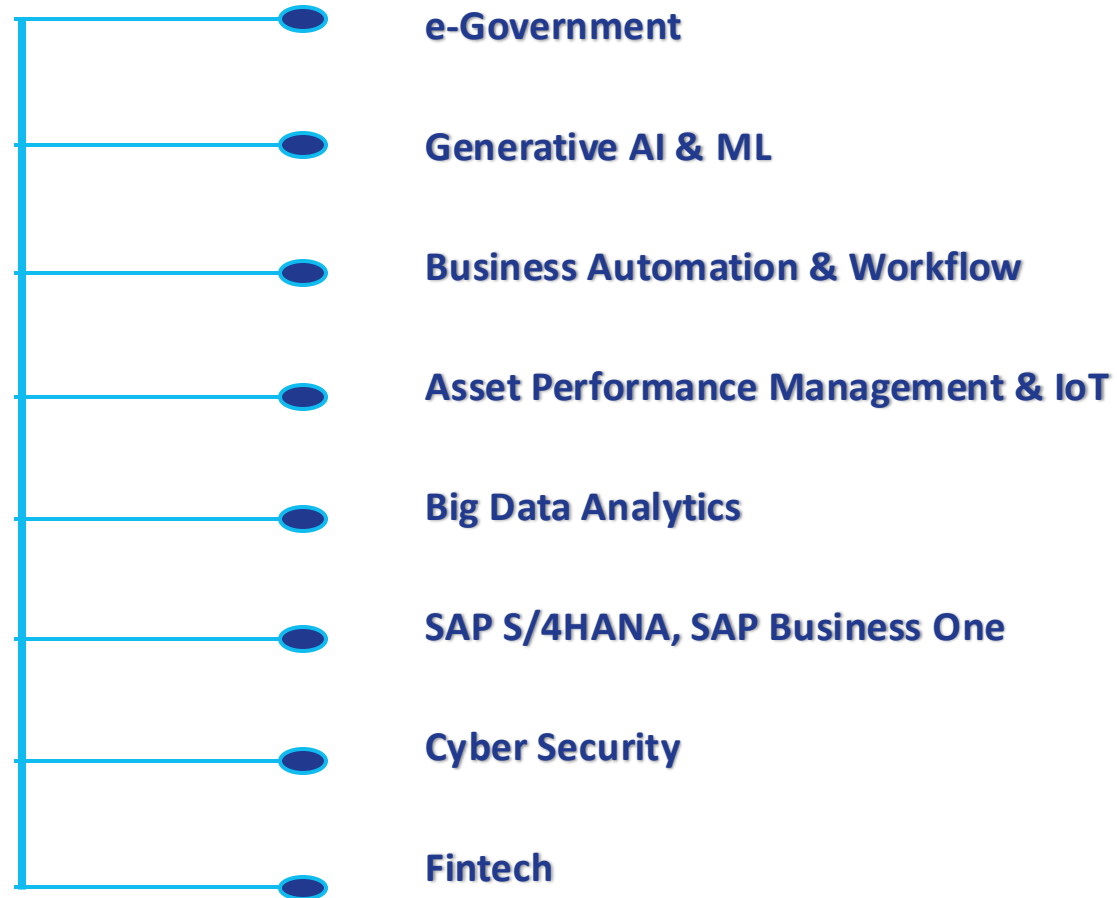 e-Government
Generative AI & ML
Business Automation & Workflow
Asset Performance Management & IoT
Big Data Analytics
SAP S/4HANA, SAP Business One
Cyber Security
Fintech